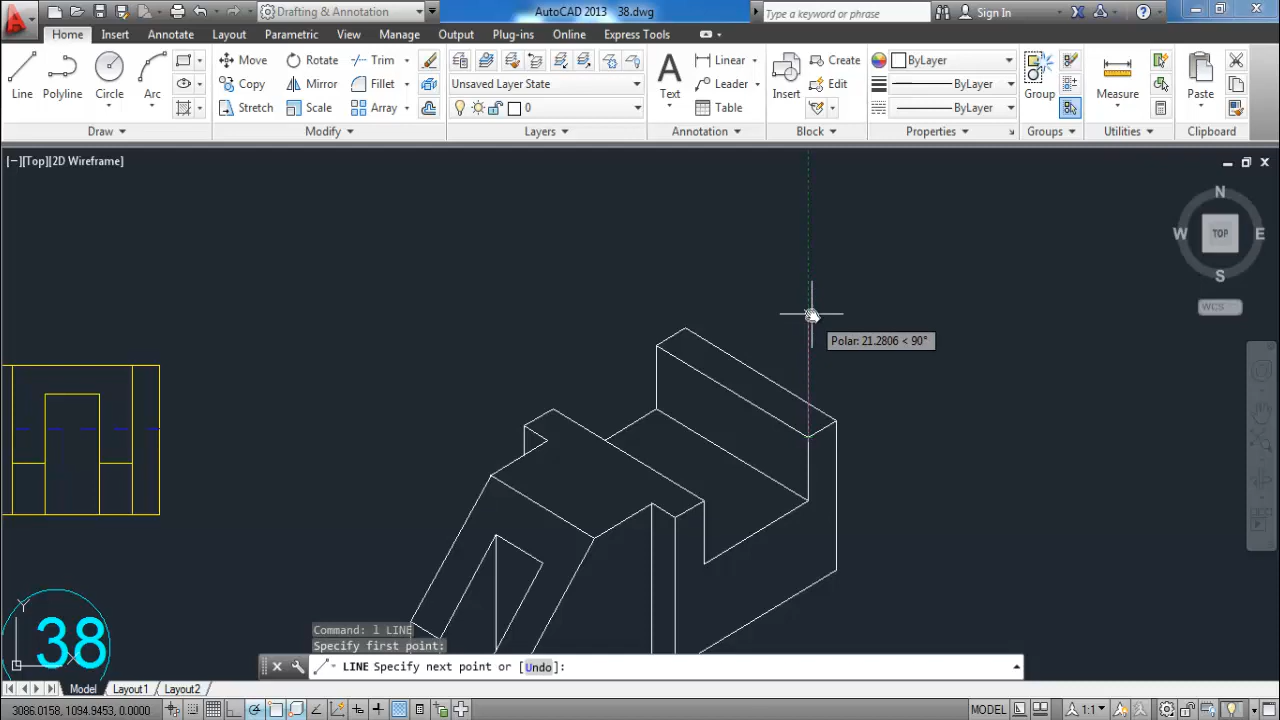 Drafting & Annotation
AutoCAD 2013 38.dwg
Type a keyword or phrase
Sign In
Home Insert Annotate Layout Parametric View Manage Output Plug-ins Online Express Tools
Line Polyline Circle Arc
Move Rotate Trim
Copy Mirror Fillet
Stretch Scale Array
Unsaved Layer State
0
Text
Linear
Leader
Table
Insert
Create
Edit
ByLayer
ByLayer
ByLayer
Group
Measure
Paste
Draw Modify Layers Annotation Block Properties Groups Utilities Clipboard
[−][Top][2D Wireframe]
N
W TOP E
S
WCS
Polar: 21.2806 < 90°
Y
38
X
Command: l LINE
Specify first point:
LINE Specify next point or [Undo]:
Model Layout1 Layout2
3086.0158, 1094.9453, 0.0000
MODEL
1:1